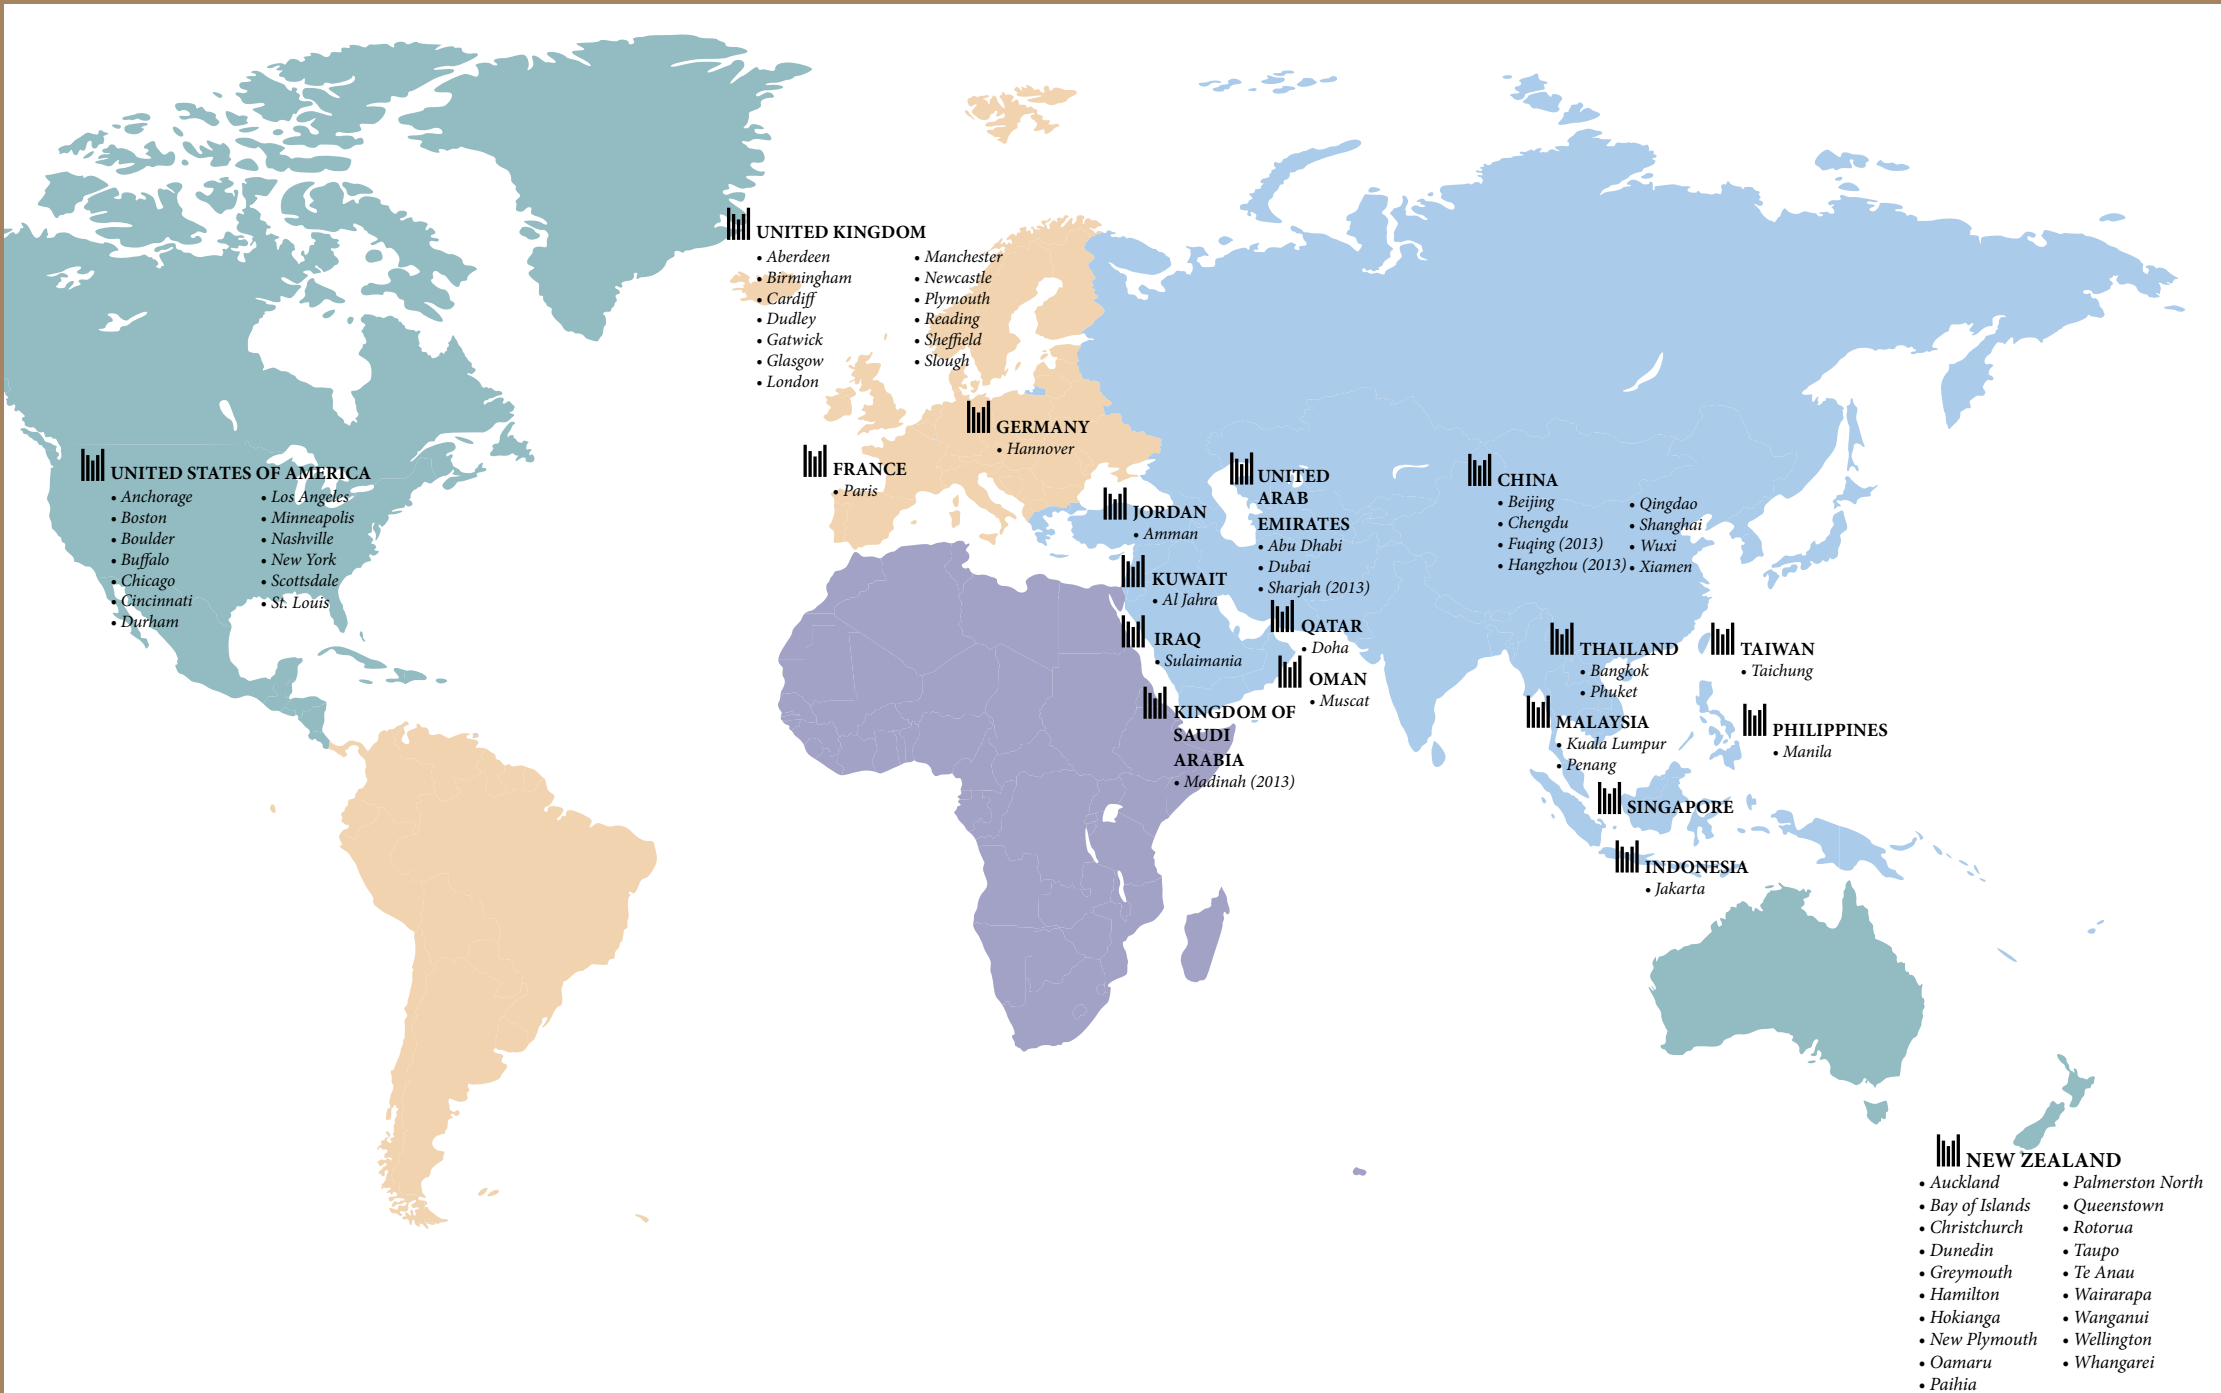 UNITED KINGDOM
• Aberdeen
• Birmingham
• Cardiff
• Dudley
• Gatwick
• Glasgow
• London
• Manchester
• Newcastle
• Plymouth
• Reading
• Sheffield
• Slough
GERMANY
• Hannover
FRANCE
• Paris
UNITED STATES OF AMERICA
• Anchorage
• Boston
• Boulder
• Buffalo
• Chicago
• Cincinnati
• Durham
• Los Angeles
• Minneapolis
• Nashville
• New York
• Scottsdale
• St. Louis
JORDAN
• Amman
KUWAIT
• Al Jahra
IRAQ
• Sulaimania
KINGDOM OF
SAUDI
ARABIA
• Madinah (2013)
UNITED
ARAB
EMIRATES
• Abu Dhabi
• Dubai
• Sharjah (2013)
QATAR
• Doha
OMAN
• Muscat
CHINA
• Beijing
• Chengdu
• Fuqing (2013)
• Hangzhou (2013)
• Qingdao
• Shanghai
• Wuxi
• Xiamen
THAILAND
• Bangkok
• Phuket
TAIWAN
• Taichung
MALAYSIA
• Kuala Lumpur
• Penang
PHILIPPINES
• Manila
SINGAPORE
INDONESIA
• Jakarta
NEW ZEALAND
• Auckland
• Bay of Islands
• Christchurch
• Dunedin
• Greymouth
• Hamilton
• Hokianga
• New Plymouth
• Oamaru
• Paihia
• Palmerston North
• Queenstown
• Rotorua
• Taupo
• Te Anau
• Wairarapa
• Wanganui
• Wellington
• Whangarei